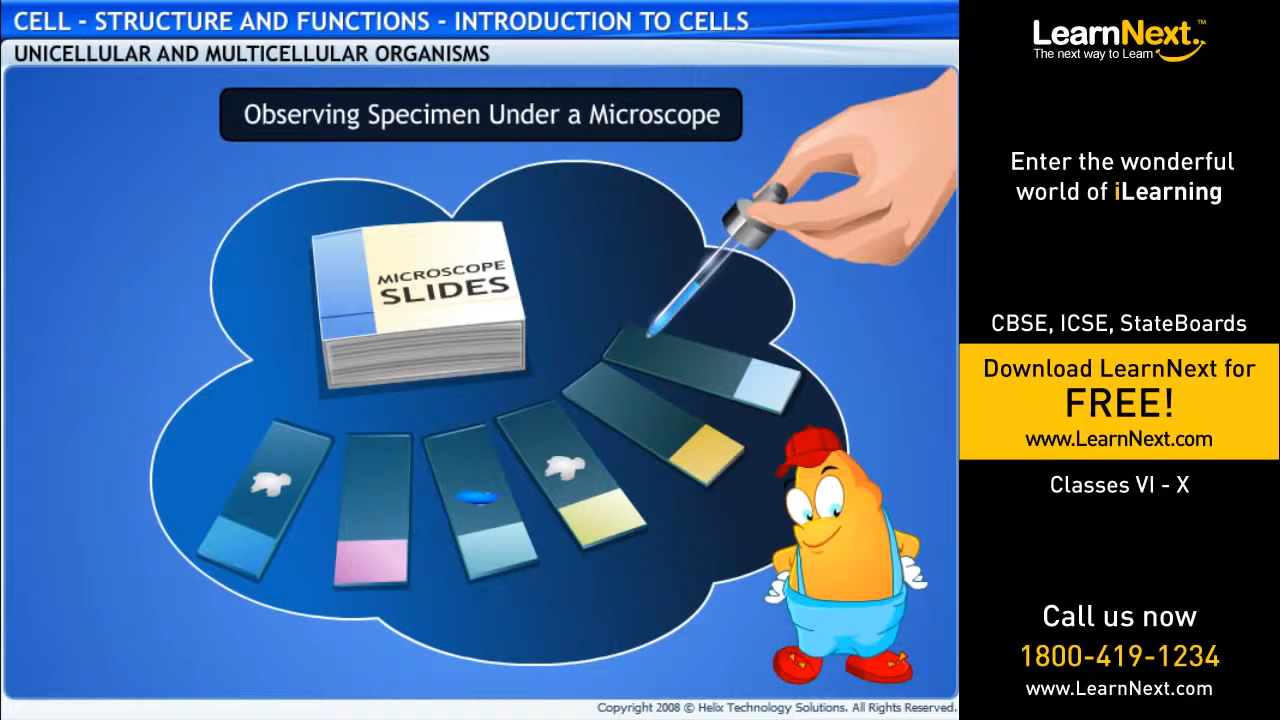 CELL - STRUCTURE AND FUNCTIONS - INTRODUCTION TO CELLS
UNICELLULAR AND MULTICELLULAR ORGANISMS
Observing Specimen Under a Microscope
MICROSCOPE
SLIDES
LearnNext.™
The next way to Learn
Enter the wonderful
world of iLearning
CBSE, ICSE, StateBoards
Download LearnNext for
FREE!
www.LearnNext.com
Classes VI - X
Call us now
1800-419-1234
www.LearnNext.com
Copyright 2008 © Helix Technology Solutions. All Rights Reserved.